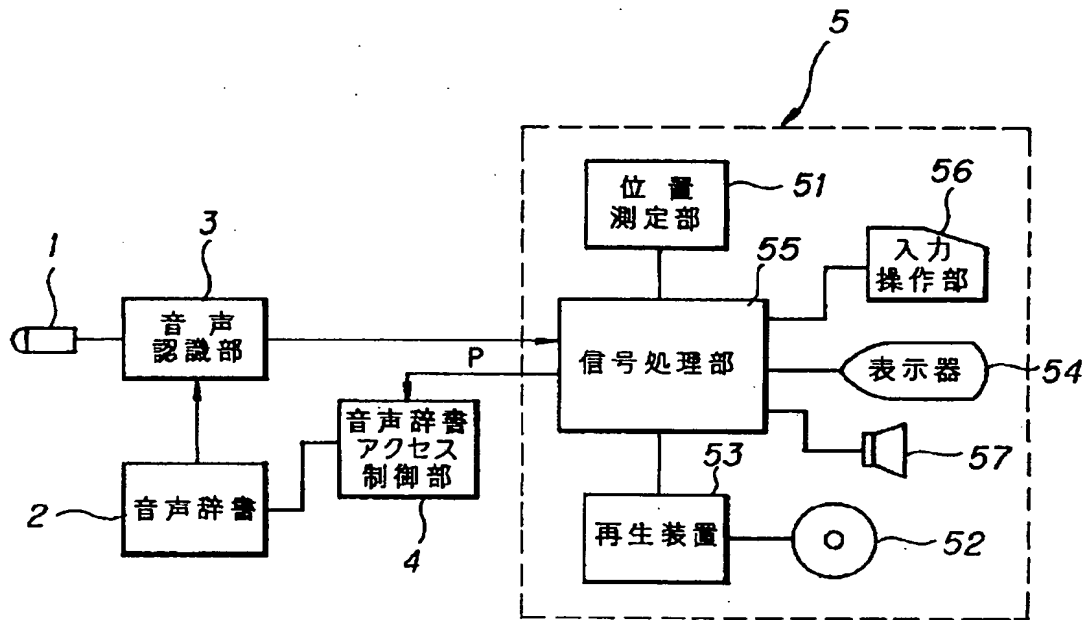 5
位置
測定部
51
56
入力
操作部
55
1
3
音声
認識部
P
信号処理部
表示器
54
音声辞書
アクセス
制御部
4
57
53
2
音声辞書
再生装置
52